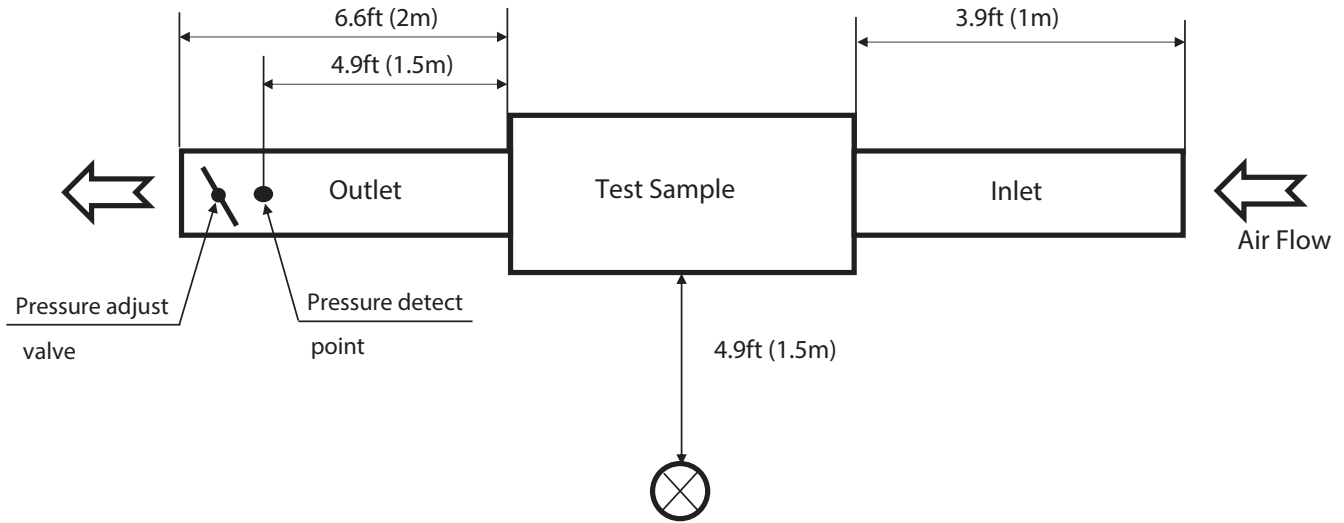 6.6ft (2m)
3.9ft (1m)
4.9ft (1.5m)
Outlet
Test Sample
Inlet
Air Flow
Pressure adjust
valve
Pressure detect
point
4.9ft (1.5m)